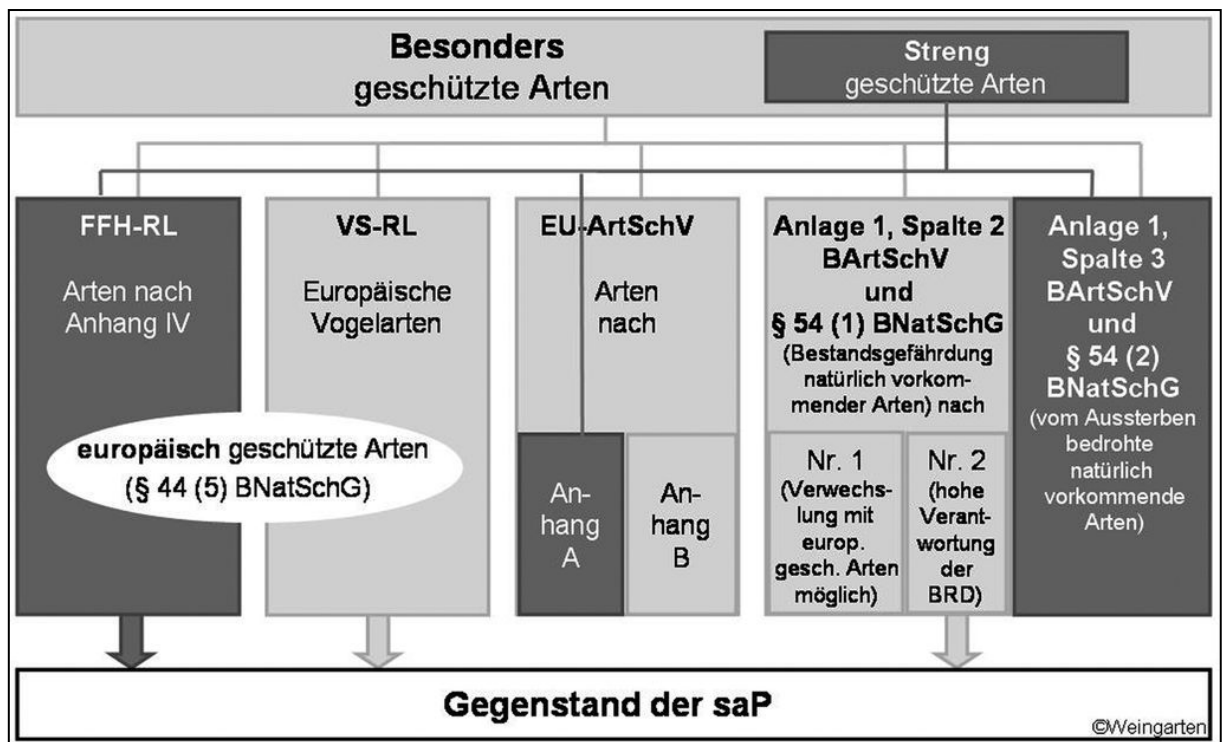 Besonders
geschützte Arten
Streng
geschützte Arten
FFH-RL
Arten nach
Anhang IV
VS-RL
Europäische
Vogelarten
europäisch geschützte Arten
(§ 44 (5) BNatSchG)
EU-ArtSchV
Arten
nach
An-
hang
A
An-
hang
B
Anlage 1, Spalte 2
BArtSchV
und
§ 54 (1) BNatSchG
(Bestandsgefährdung
natürlich vorkom-
mender Arten) nach
Nr. 1
(Verwechs-
lung mit
europ.
gesch. Arten
möglich)
Nr. 2
(hohe
Verant-
wortung
der
BRD)
Anlage 1,
Spalte 3
BArtSchV
und
§ 54 (2)
BNatSchG
(vom Aussterben
bedrohte
natürlich
vorkommende
Arten)
Gegenstand der saP
©Weingarten